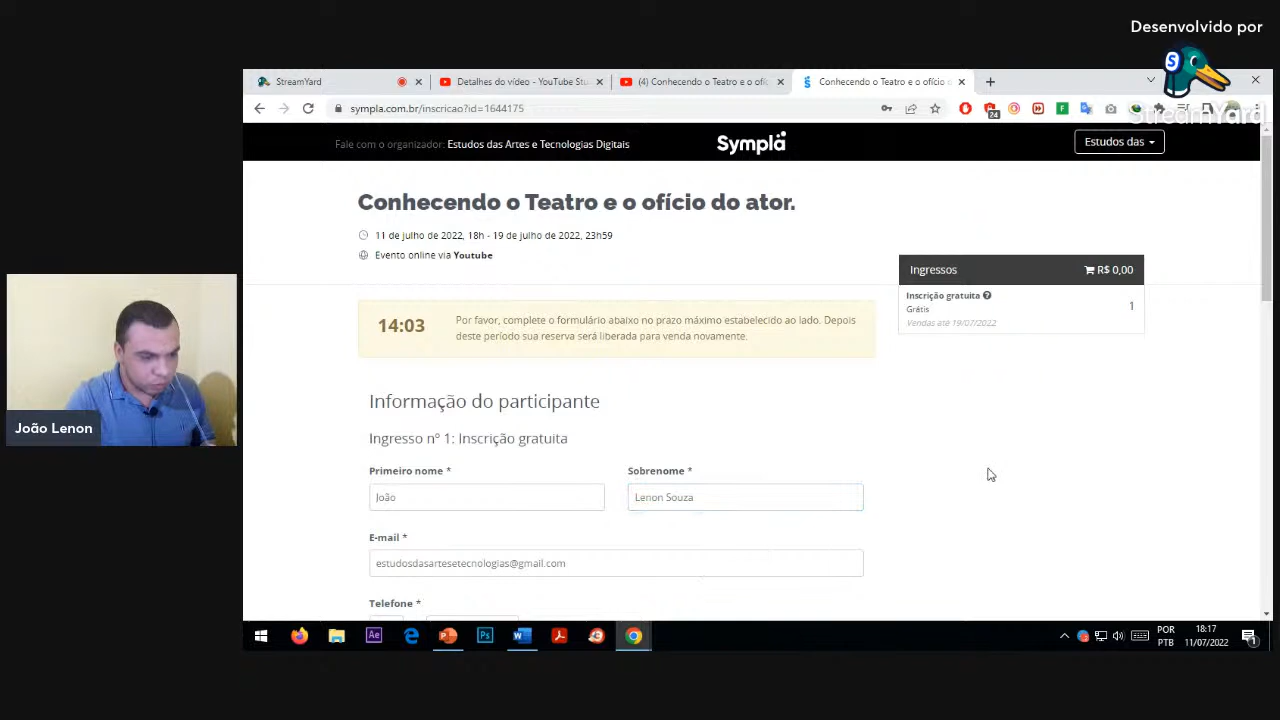 Desenvolvido por
StreamYard
StreamYard
Detalhes do vídeo - YouTube Stu
(4) Conhecendo o Teatro e o ofíc
Conhecendo o Teatro e o ofício d
sympla.com.br/inscricao?id=1644175
24
Fale com o organizador: Estudos das Artes e Tecnologias Digitais
Sympla
Estudos das
Conhecendo o Teatro e o ofício do ator.
11 de julho de 2022, 18h - 19 de julho de 2022, 23h59
Evento online via Youtube
Ingressos R$ 0,00
Inscrição gratuita
Grátis
1
Vendas até 19/07/2022
14:03
Por favor, complete o formulário abaixo no prazo máximo estabelecido ao lado. Depois
deste período sua reserva será liberada para venda novamente.
Informação do participante
Ingresso nº 1: Inscrição gratuita
Primeiro nome * Sobrenome *
João Lenon Souza
E-mail *
estudosdasartesetecnologias@gmail.com
Telefone *
João Lenon
Ae
Ps
POR
PTB
18:17
11/07/2022
1